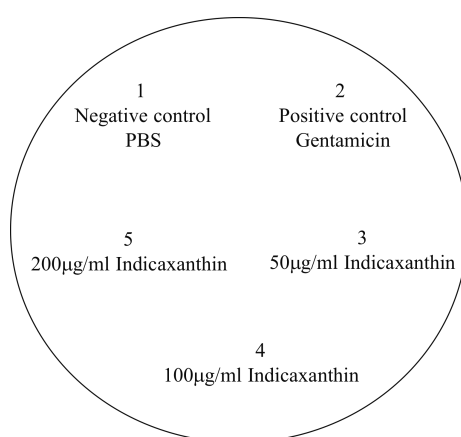 1
Negative control
PBS
2
Positive control
Gentamicin
5
200μg/ml Indicaxanthin
3
50μg/ml Indicaxanthin
4
100μg/ml Indicaxanthin